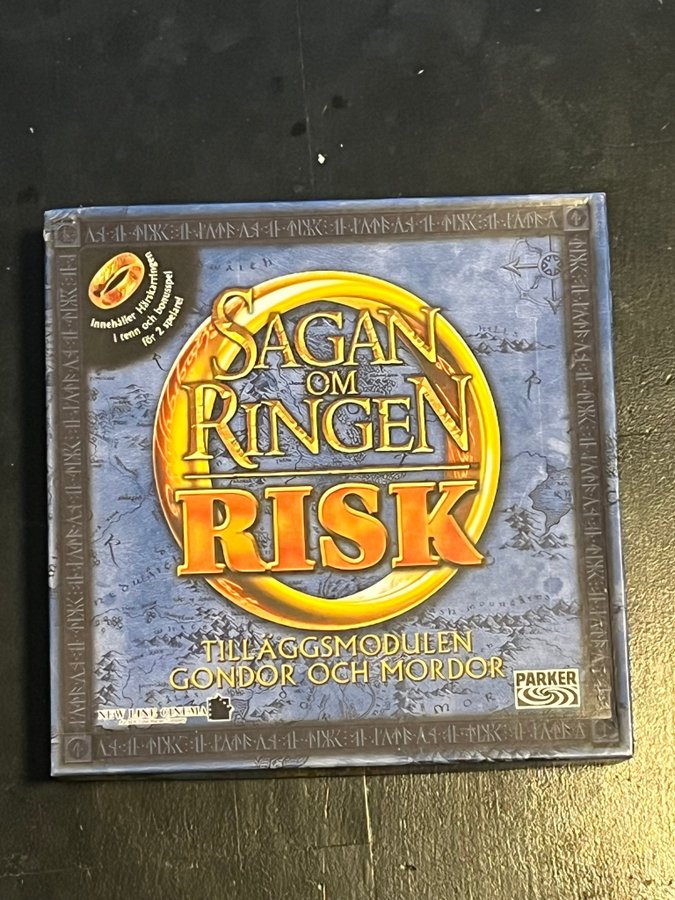 Innehåller Härskarringen
i tenn och bonusspel
för 2 spelare!
SAGAN
OM
RINGEN
RISK
TILLÄGGSMODULEN
GONDOR OCH MORDOR
PARKER
NEW LINE CINEMA